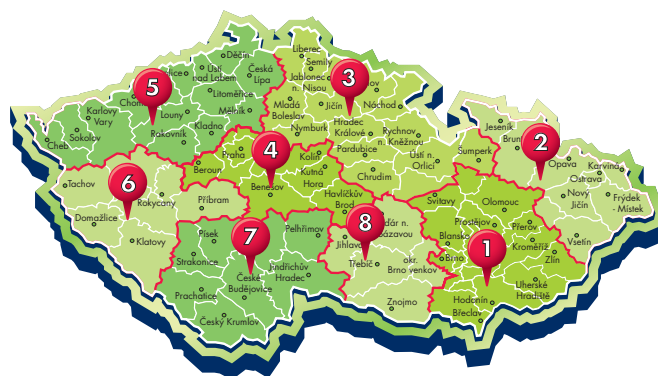 Děčín
Liberec
Semily
Ústí
nad Labem
Česká
Lípa
Jablonec
n. Nisou
3
5
Litoměřice
Mladá
Boleslav
Jičín
Náchod
Karlovy
Vary
Louny
Mělník
Hradec
Králové
Rychnov
n. Kněžnou
Jeseník
Sokolov
Cheb
Rakovník
Kladno
Nymburk
Pardubice
2
Praha
4
Kolín
Ústí n.
Orlicí
Šumperk
Opava
Karviná
Ostrava
Beroun
Kutná
Hora
Chrudim
6
Tachov
Rokycany
Benešov
Nový
Jičín
Frýdek
- Místek
Příbram
Havlíčkův
Brod
Svitavy
Olomouc
Domažlice
8
Prostějov
Přerov
Vsetín
Klatovy
Písek
7
Pelhřimov
Jihlava
Blansko
1
Kroměříž
Zlín
Strakonice
Třebíč
okr.
Brno venkov
Brno
České
Budějovice
Jindřichův
Hradec
Uherské
Hradiště
Prachatice
Znojmo
Hodonín
Břeclav
Český Krumlov